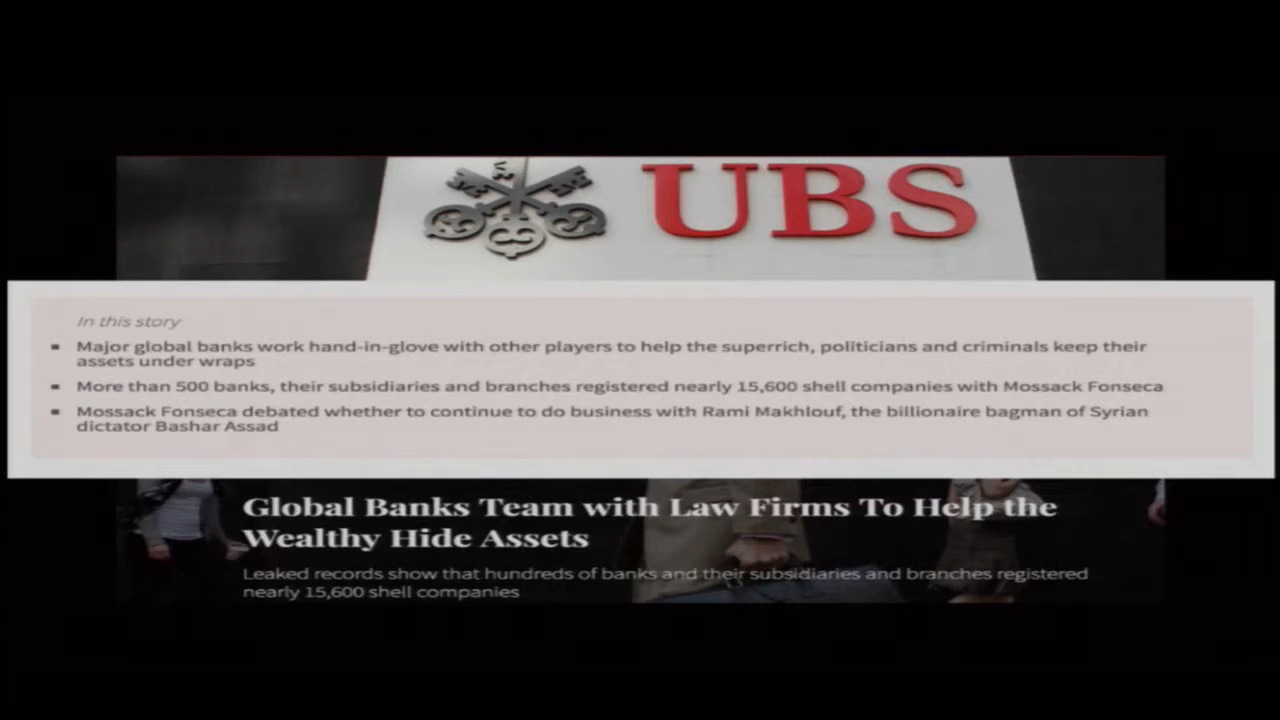 UBS
In this story
▪ Major global banks work hand-in-glove with other players to help the superrich, politicians and criminals keep their
assets under wraps
▪ More than 500 banks, their subsidiaries and branches registered nearly 15,600 shell companies with Mossack Fonseca
▪ Mossack Fonseca debated whether to continue to do business with Rami Makhlouf, the billionaire bagman of Syrian
dictator Bashar Assad
Global Banks Team with Law Firms To Help the
Wealthy Hide Assets
Leaked records show that hundreds of banks and their subsidiaries and branches registered
nearly 15,600 shell companies